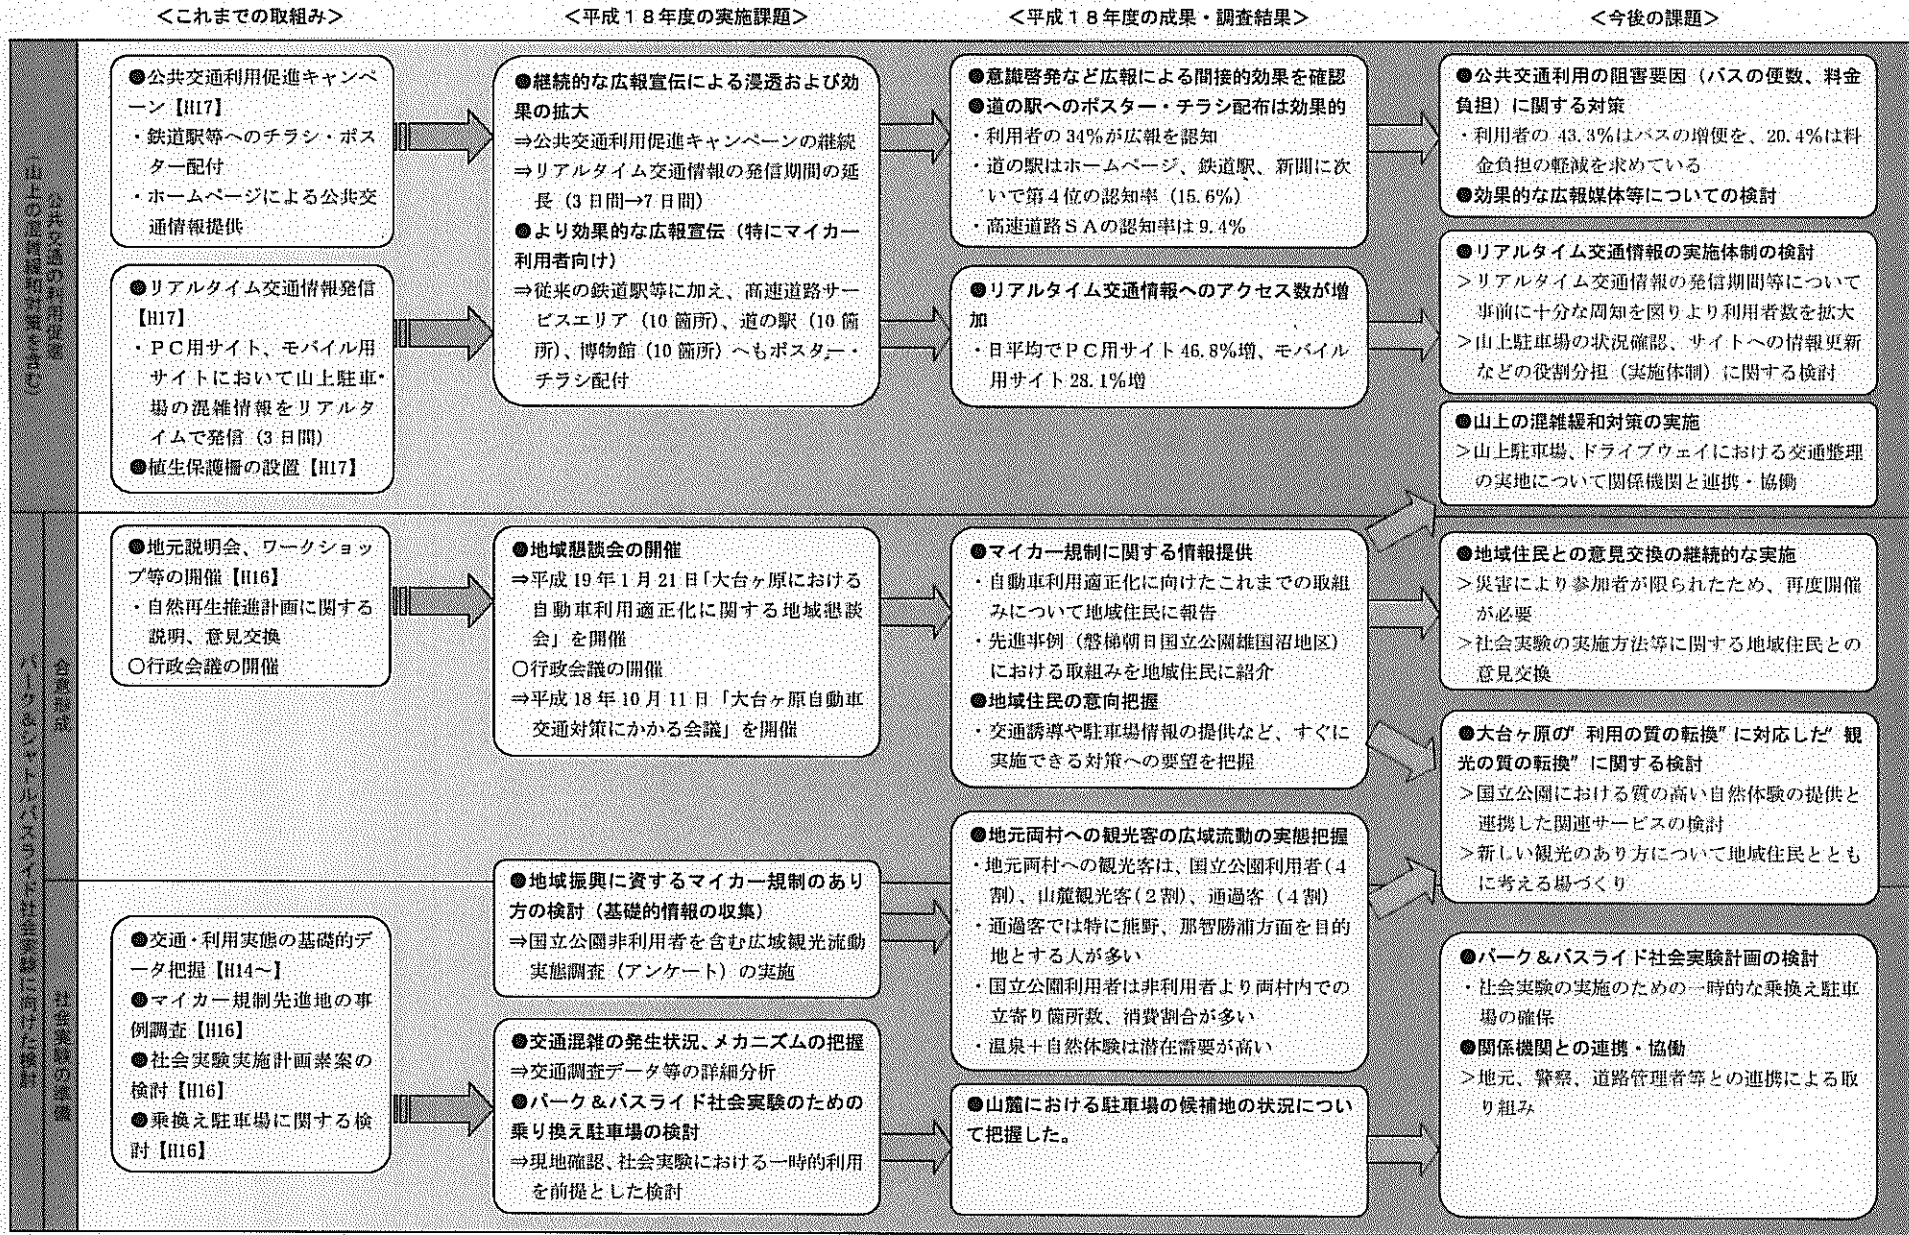 <これまでの取組み>
<平成18年度の実施課題>
<平成18年度の成果・調査結果>
<今後の課題>
公共交通の利用促進
(山上の混雑緩和対策を含む)
●公共交通利用促進キャンペ
ーン【H17】
・鉄道駅等へのチラシ・ポス
ター配付
・ホームページによる公共交
通情報提供
●リアルタイム交通情報発信
【H17】
・PC用サイト、モバイル用
サイトにおいて山上駐車
場の混雑情報をリアルタ
イムで発信(3日間)
●植生保護柵の設置【H17】
●継続的な広報宣伝による浸透および効
果の拡大
⇒公共交通利用促進キャンペーンの継続
⇒リアルタイム交通情報の発信期間の延
長(3日間→7日間)
●より効果的な広報宣伝(特にマイカー
利用者向け)
⇒従来の鉄道駅等に加え、高速道路サー
ビスエリア(10箇所)、道の駅(10箇
所)、博物館(10箇所)へもポスター・
チラシ配付
●意識啓発など広報による間接的効果を確認
●道の駅へのポスター・チラシ配布は効果的
・利用者の34%が広報を認知
・道の駅はホームページ、鉄道駅、新聞に次
いで第4位の認知率(15.6%)
・高速道路SAの認知率は9.4%
●リアルタイム交通情報へのアクセス数が増
加
・日平均でPC用サイト46.8%増、モバイル
用サイト28.1%増
●公共交通利用の阻害要因(バスの便数、料金
負担)に関する対策
・利用者の43.3%はバスの増便を、20.4%は料
金負担の軽減を求めている
●効果的な広報媒体等についての検討
●リアルタイム交通情報の実施体制の検討
>リアルタイム交通情報の発信期間等について
事前に十分な周知を図りより利用者数を拡大
>山上駐車場の状況確認、サイトへの情報更新
などの役割分担(実施体制)に関する検討
●山上の混雑緩和対策の実施
>山上駐車場、ドライブウェイにおける交通整理
の実地について関係機関と連携・協働
パーク&シャトルバスライド社会実験に向けた検討
合意形成
●地元説明会、ワークショッ
プ等の開催【H16】
・自然再生推進計画に関する
説明、意見交換
○行政会議の開催
●地域懇談会の開催
⇒平成19年1月21日「大台ヶ原における
自動車利用適正化に関する地域懇談
会」を開催
○行政会議の開催
⇒平成18年10月11日「大台ヶ原自動車
交通対策にかかる会議」を開催
●マイカー規制に関する情報提供
・自動車利用適正化に向けたこれまでの取組
みについて地域住民に報告
・先進事例(磐梯朝日国立公園雄国沼地区)
における取組みを地域住民に紹介
●地域住民の意向把握
・交通誘導や駐車場情報の提供など、すぐに
実施できる対策への要望を把握
●地域住民との意見交換の継続的な実施
>災害により参加者が限られたため、再度開催
が必要
>社会実験の実施方法等に関する地域住民との
意見交換
●大台ヶ原の"利用の質の転換"に対応した"観
光の質の転換"に関する検討
>国立公園における質の高い自然体験の提供と
連携した関連サービスの検討
>新しい観光のあり方について地域住民ととも
に考える場づくり
社会実験の準備
●交通・利用実態の基礎的デ
ータ把握【H14~】
●マイカー規制先進地の事
例調査【H16】
●社会実験実施計画素案の
検討【H16】
●乗換え駐車場に関する検
討【H16】
●地域振興に資するマイカー規制のあり
方の検討(基礎的情報の収集)
⇒国立公園非利用者を含む広域観光流動
実態調査(アンケート)の実施
●交通混雑の発生状況、メカニズムの把握
⇒交通調査データ等の詳細分析
●パーク&バスライド社会実験のための
乗り換え駐車場の検討
⇒現地確認、社会実験における一時的利用
を前提とした検討
●地元両村への観光客の広域流動の実態把握
・地元両村への観光客は、国立公園利用者(4
割)、山麓観光客(2割)、通過客(4割)
・通過客では特に熊野、那智勝浦方面を目的
地とする人が多い
・国立公園利用者は非利用者より両村内での
立寄り箇所数、消費割合が多い
・温泉+自然体験は潜在需要が高い
●山麓における駐車場の候補地の状況につい
て把握した。
●パーク&バスライド社会実験計画の検討
・社会実験の実施のための一時的な乗換え駐車
場の確保
●関係機関との連携・協働
>地元、警察、道路管理者等との連携による取
り組み